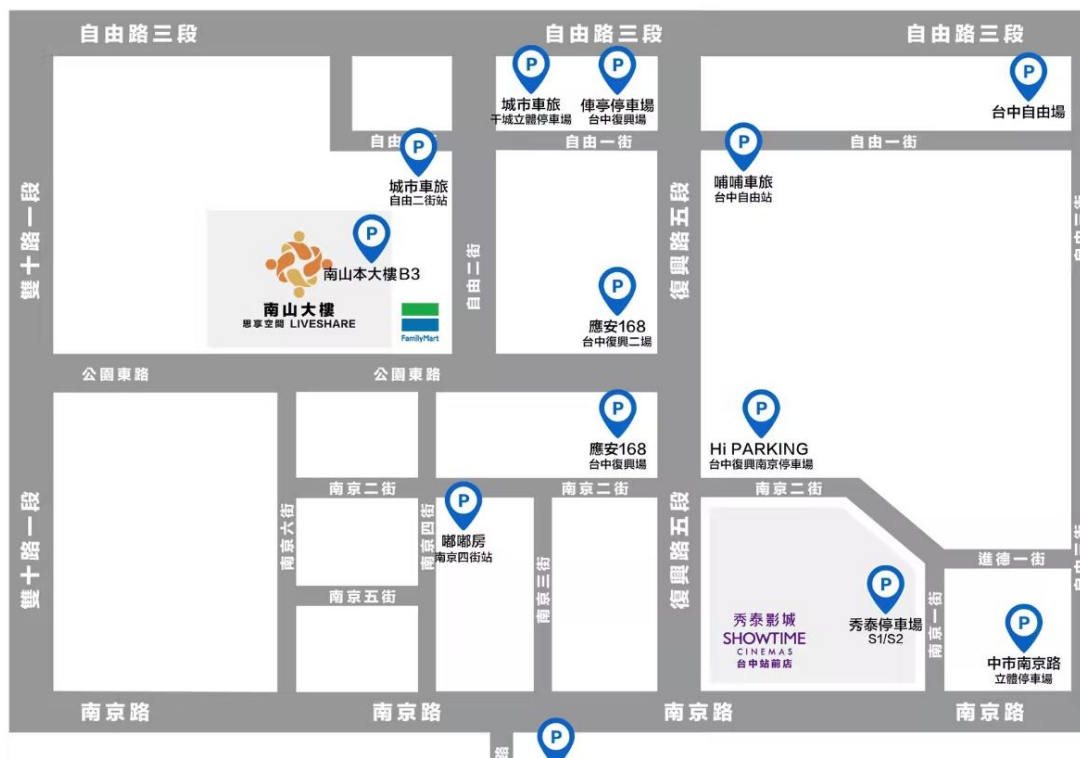 自由路三段
自由路三段
自由路三段
P
P
P
城市車旅
干城立體停車場
俥亭停車場
台中復興場
台中自由場
P
自由
街
自由一街
P
自由一街
城市車旅
自由二街站
哺哺車旅
台中自由站
雙十路一段
P
南山本大樓B3
南山大樓
思享空間 LIVESHARE
FamilyMart
自由二街
復興路五段
P
應安168
台中復興二場
公園東路
公園東路
P
應安168
台中復興場
P
Hi PARKING
台中復興南京停車場
南京二街
南京二街
南京二街
雙十路一段
南京六街
南京四街
P
嘟嘟房
南京四街站
南京三街
復興路五段
進德一街
南京五街
秀泰影城
SHOWTIME
CINEMAS
台中站前店
P
秀泰停車場
S1/S2
南京一街
P
中市南京路
立體停車場
南京路
南京路
南京路
南京路
P